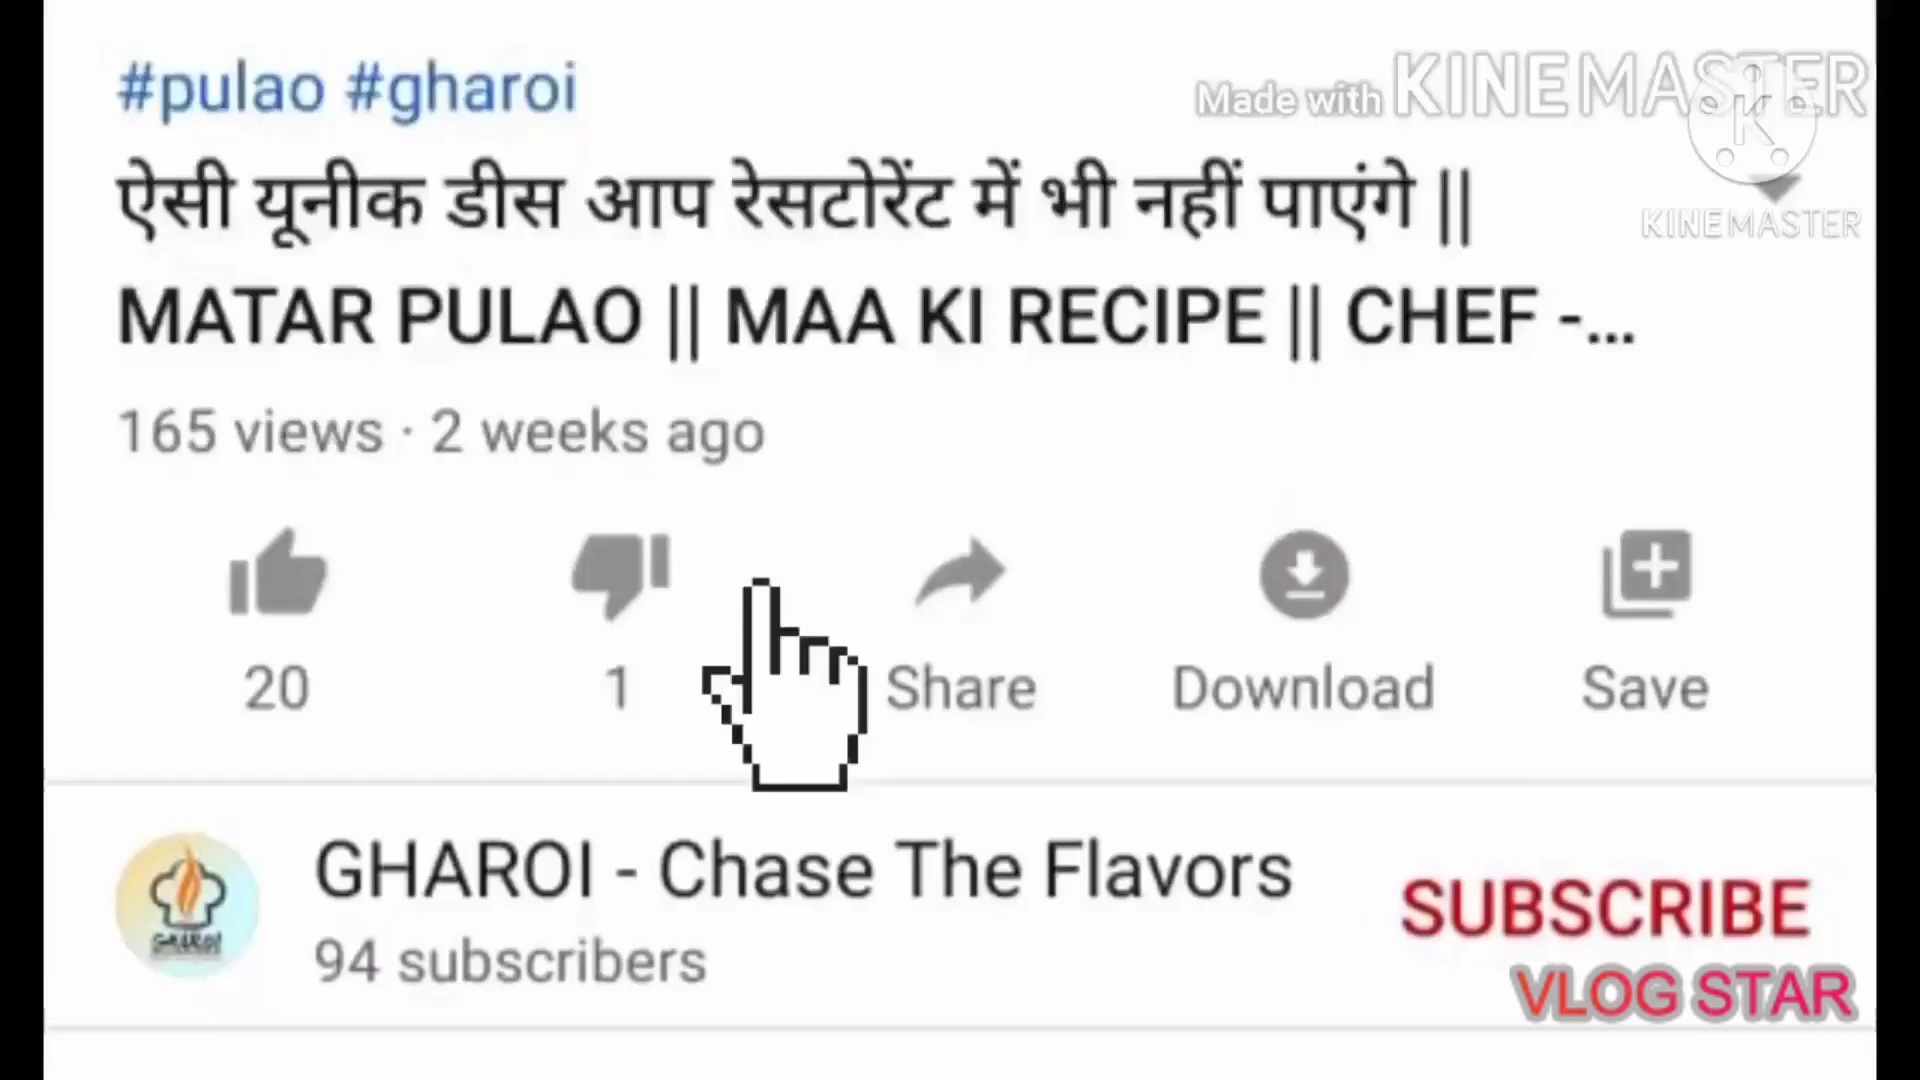 #pulao #gharoi
Made with KINEMASTER
ऐसी यूनीक डीस आप रेसटोरेंट में भी नहीं पाएंगे ||
KINEMASTER
MATAR PULAO || MAA KI RECIPE || CHEF -...
165 views · 2 weeks ago
20 1 Share Download Save
GHAROI - Chase The Flavors
94 subscribers
SUBSCRIBE
VLOG STAR
GHAROI